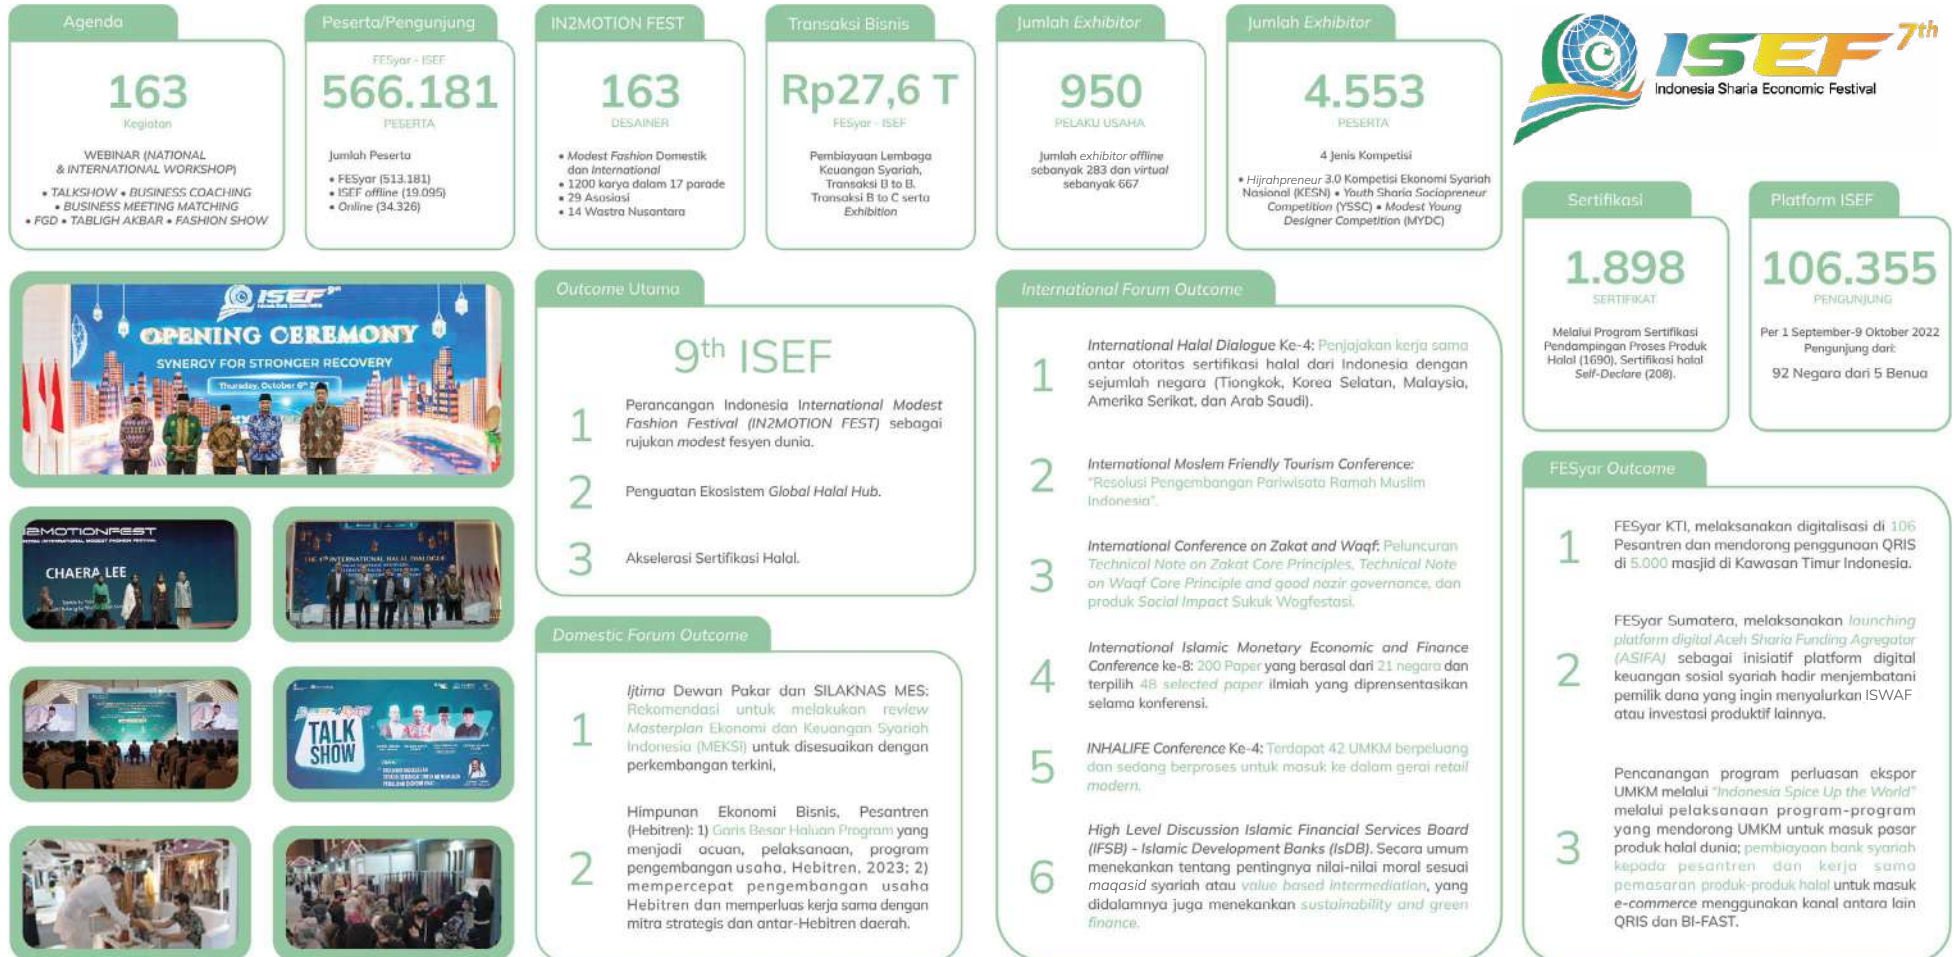 Agenda
163
Kegiatan
WEBINAR (NATIONAL
& INTERNATIONAL WORKSHOP)
• TALKSHOW • BUSINESS COACHING
• BUSINESS MEETING MATCHING
• FGD • TABLIGH AKBAR • FASHION SHOW
Peserta/Pengunjung
FESyar - ISEF
566.181
PESERTA
Jumlah Peserta
• FESyar (513.181)
• ISEF offline (19.095)
• Online (34.326)
IN2MOTION FEST
163
DESAINER
• Modest Fashion Domestik
dan International
• 1200 karya dalam 17 parade
• 29 Asosiasi
• 14 Wastra Nusantara
Transaksi Bisnis
Rp27,6 T
FESyar - ISEF
Pembiayaan Lembaga
Keuangan Syariah,
Transaksi B to B.
Transaksi B to C serta
Exhibition
Jumlah Exhibitor
950
PELAKU USAHA
Jumlah exhibitor offline
sebanyak 283 dan virtual
sebanyak 667
Jumlah Exhibitor
4.553
PESERTA
4 Jenis Kompetisi
• Hijrahpreneur 3.0 Kompetisi Ekonomi Syariah
Nasional (KESN) • Youth Sharia Sociopreneur
Competition (YSSC) • Modest Young
Designer Competition (MYDC)
ISEF 7th
Indonesia Sharia Economic Festival
Sertifikasi
1.898
SERTIFIKAT
Melalui Program Sertifikasi
Pendampingan Proses Produk
Halal (1690), Sertifikasi halal
Self-Declare (208).
Platform ISEF
106.355
PENGUNJUNG
Per 1 September-9 Oktober 2022
Pengunjung dari:
92 Negara dari 5 Benua
ISEF 9th
OPENING CEREMONY
SYNERGY FOR STRONGER RECOVERY
Thursday, October 6th
2MOTIONFEST
CHAERA LEE
INTERNATIONAL HALAL DIALOGUE
TALK
SHOW
Outcome Utama
9th ISEF
1
Perancangan Indonesia International Modest
Fashion Festival (IN2MOTION FEST) sebagai
rujukan modest fesyen dunia.
2
Penguatan Ekosistem Global Halal Hub.
3
Akselerasi Sertifikasi Halal.
Domestic Forum Outcome
1
Ijtima Dewan Pakar dan SILAKNAS MES:
Rekomendasi untuk melakukan review
Masterplan Ekonomi dan Keuangan Syariah
Indonesia (MEKSI) untuk disesuaikan dengan
perkembangan terkini,
2
Himpunan Ekonomi Bisnis, Pesantren
(Hebitren): 1) Garis Besar Haluan Program yang
menjadi acuan, pelaksanaan, program
pengembangan usaha, Hebitren, 2023; 2)
mempercepat pengembangan usaha
Hebitren dan memperluas kerja sama dengan
mitra strategis dan antar-Hebitren daerah.
International Forum Outcome
1
International Halal Dialogue Ke-4: Penjajakan kerja sama
antar otoritas sertifikasi halal dari Indonesia dengan
sejumlah negara (Tiongkok, Korea Selatan, Malaysia,
Amerika Serikat, dan Arab Saudi).
2
International Moslem Friendly Tourism Conference:
"Resolusi Pengembangan Pariwisata Ramah Muslim
Indonesia".
3
International Conference on Zakat and Waqf: Peluncuran
Technical Note on Zakat Core Principles, Technical Note
on Waqf Core Principle and good nazir governance, dan
produk Social Impact Sukuk Wogfestasi.
4
International Islamic Monetary Economic and Finance
Conference ke-8: 200 Paper yang berasal dari 21 negara dan
terpilih 48 selected paper ilmiah yang diprensentasikan
selama konferensi.
5
INHALIFE Conference Ke-4: Terdapat 42 UMKM berpeluang
dan sedang berproses untuk masuk ke dalam gerai retail
modern.
6
High Level Discussion Islamic Financial Services Board
(IFSB) - Islamic Development Banks (IsDB). Secara umum
menekankan tentang pentingnya nilai-nilai moral sesuai
maqasid syariah atau value based intermediation, yang
didalamnya juga menekankan sustainability and green
finance.
FESyar Outcome
1
FESyar KTI, melaksanakan digitalisasi di 106
Pesantren dan mendorong penggunaan QRIS
di 5.000 masjid di Kawasan Timur Indonesia.
2
FESyar Sumatera, melaksanakan launching
platform digital Aceh Sharia Funding Agregatar
(ASIFA) sebagai inisiatif platform digital
keuangan sosial syariah hadir menjembatani
pemilik dana yang ingin menyalurkan ISWAF
atau investasi produktif lainnya.
3
Pencanangan program perluasan ekspor
UMKM melalui "Indonesia Spice Up the World"
melalui pelaksanaan program-program
yang mendorong UMKM untuk masuk pasar
produk halal dunia; pembiayaan bank syariah
kepada pesantren dan kerja sama
pemasaran produk-produk halal untuk masuk
e-commerce menggunakan kanal antara lain
QRIS dan BI-FAST.